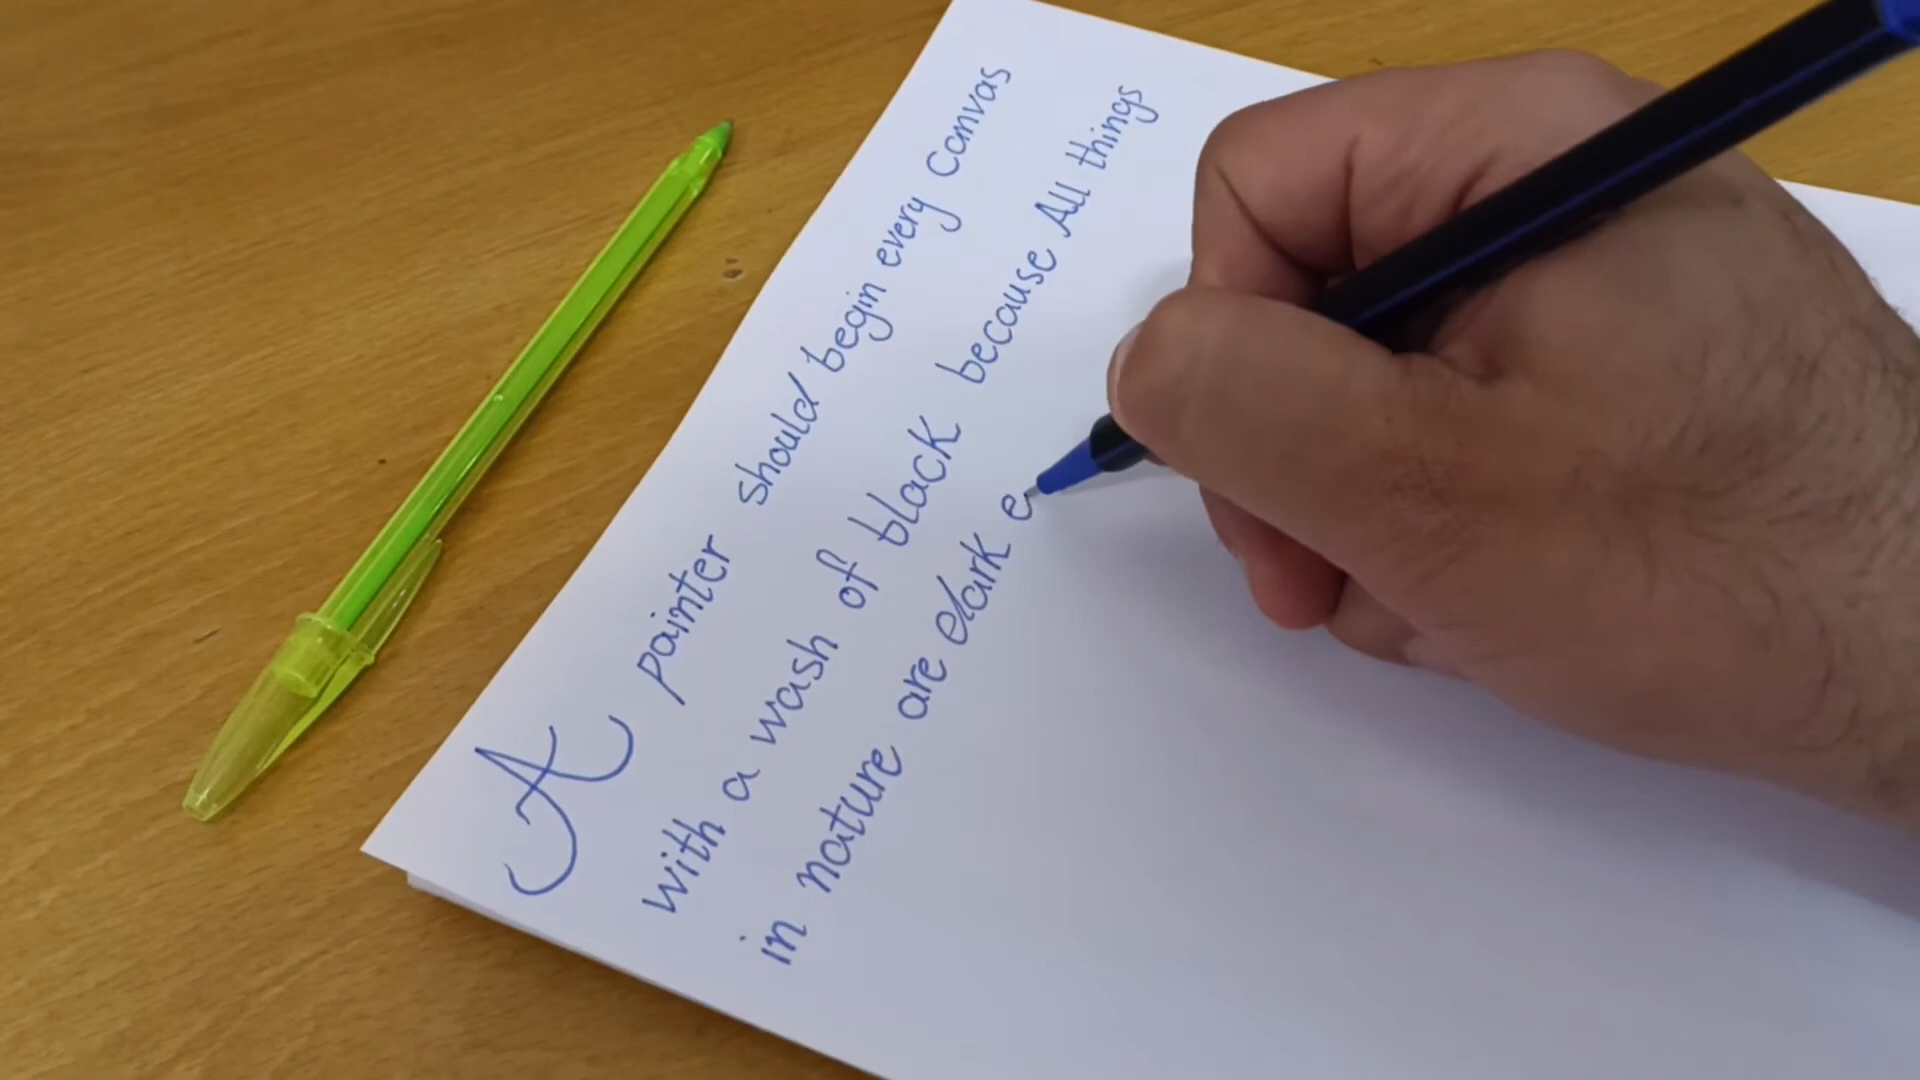 A painter should begin every canvas
with a wash of black because All things
in nature are dark e